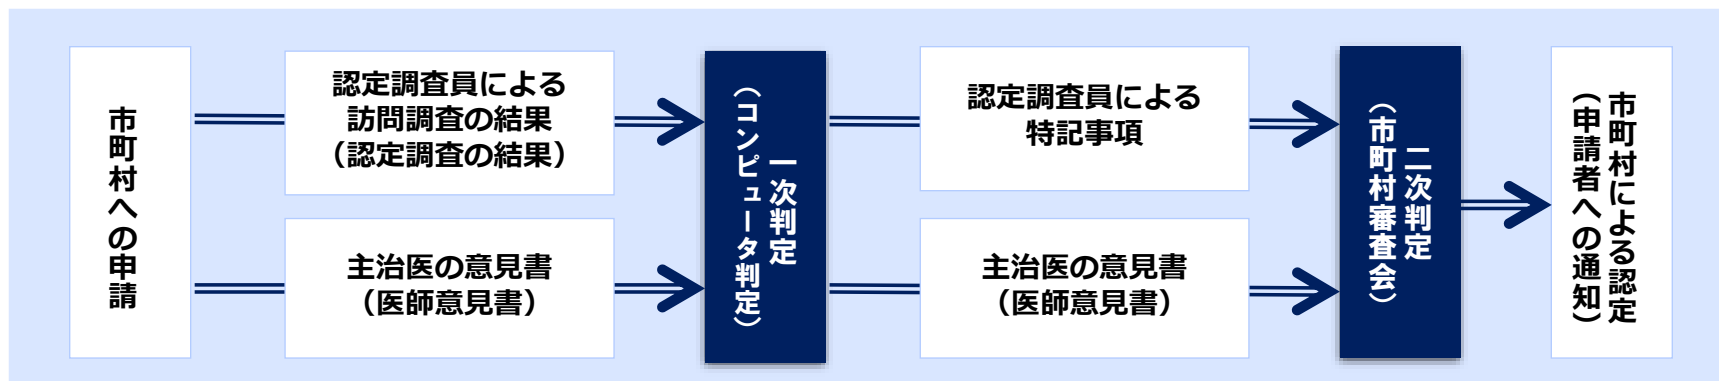 市町村への申請
認定調査員による
訪問調査の結果
（認定調査の結果）
主治医の意見書
（医師意見書）
一次判定
（コンピュータ判定）
認定調査員による
特記事項
主治医の意見書
（医師意見書）
二次判定
（市町村審査会）
市町村による認定
（申請者への通知）